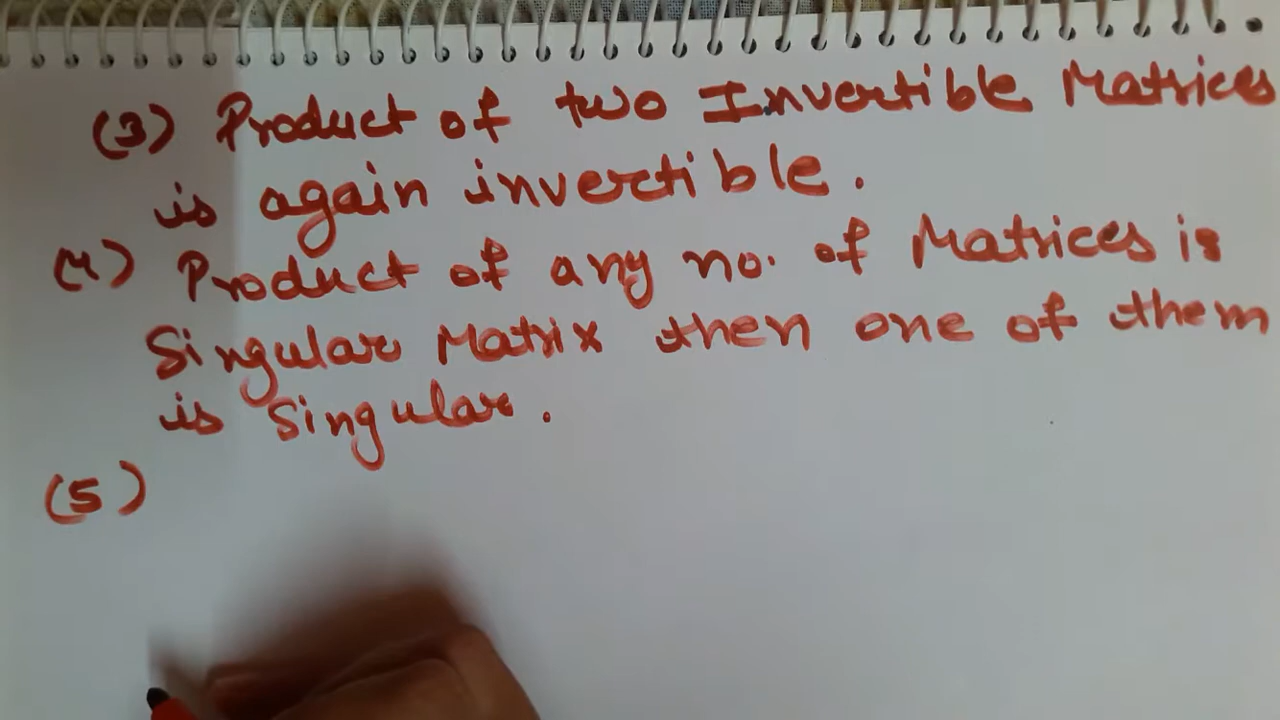 (3) Product of two Invertible Matrices
is again invertible.
(4) Product of any no. of Matrices is
Singular Matrix then one of them
is Singular.
(5)